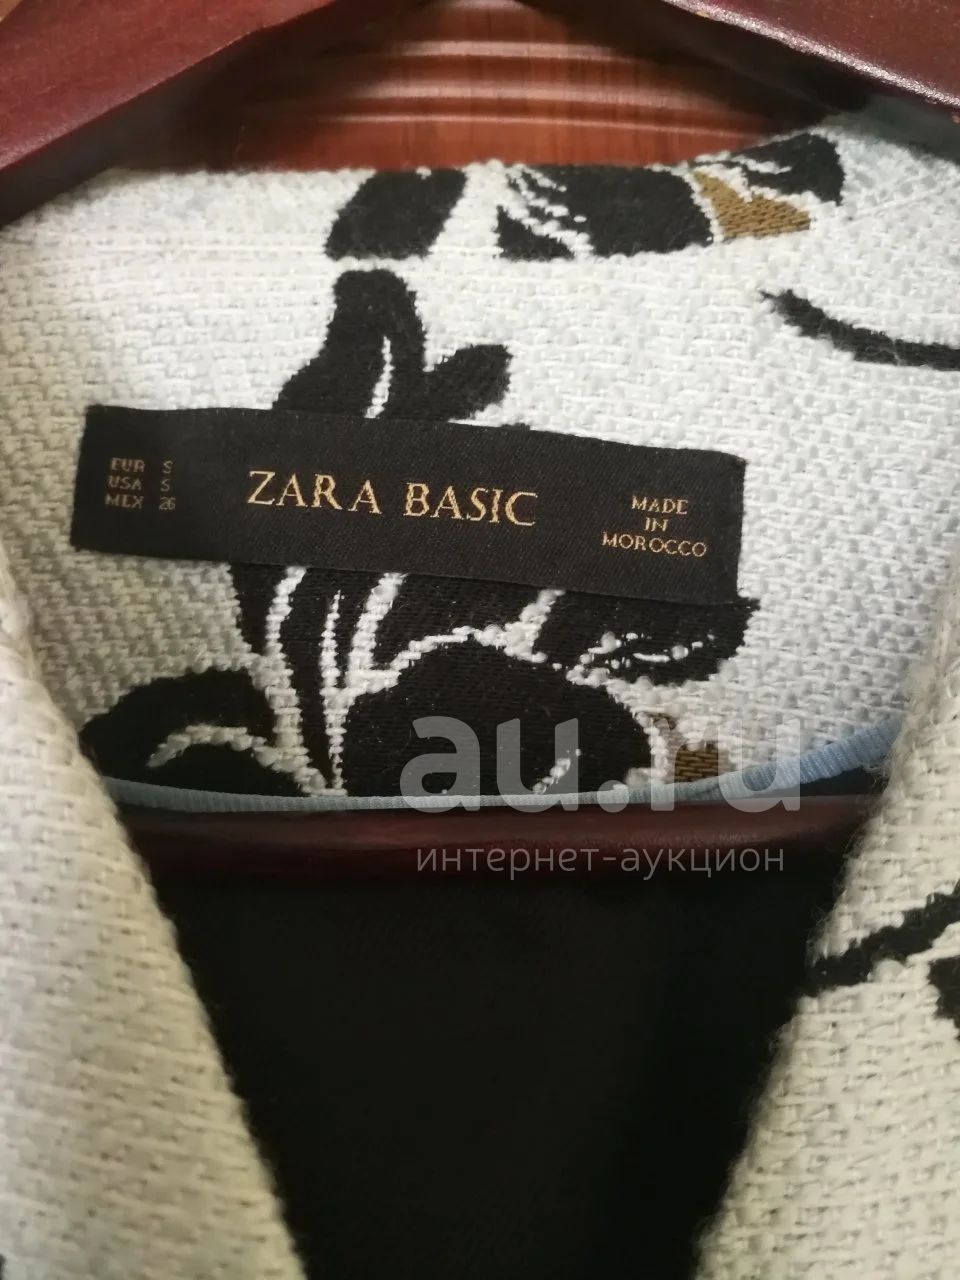 EUR S
USA S
MEX 26
ZARA BASIC
MADE
IN
MOROCCO
au.ru
интернет-аукцион